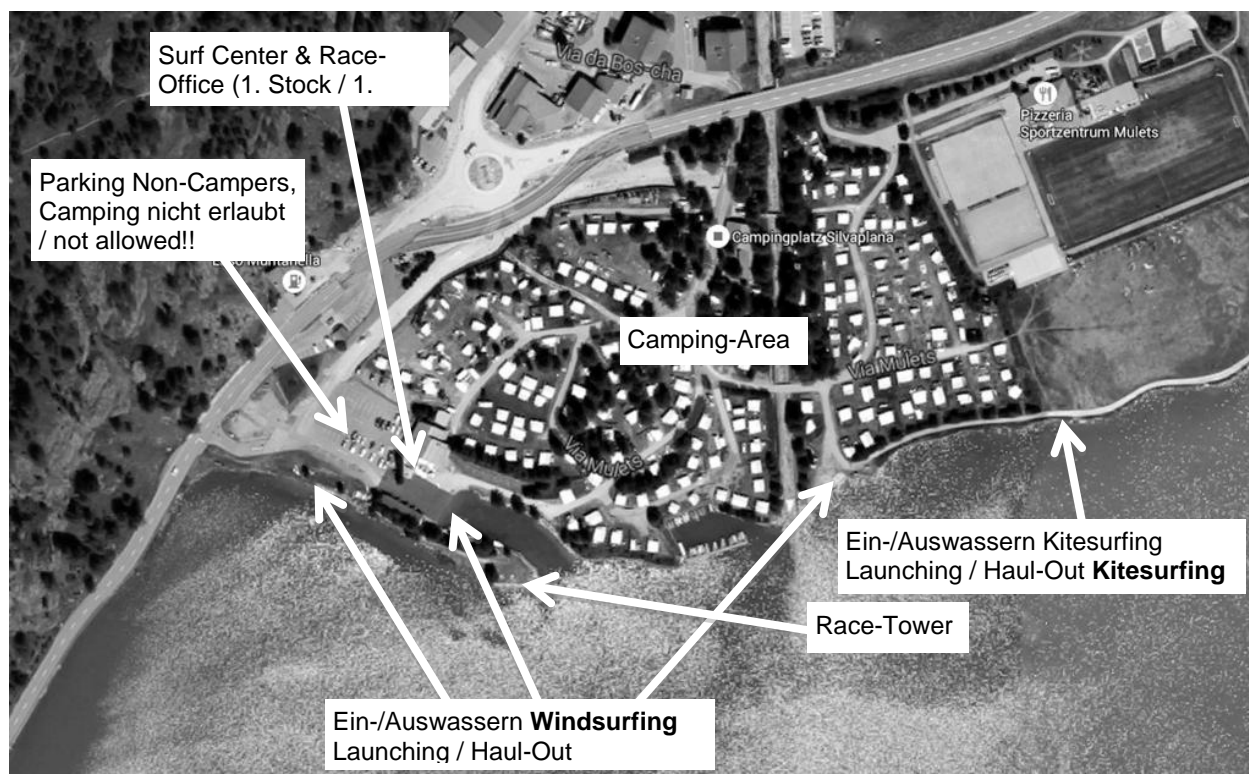 Surf Center & Race-
Office (1. Stock / 1.
Via da Bos-cha
Pizzeria
Sportzentrum Mulets
Parking Non-Campers,
Camping nicht erlaubt
/ not allowed!!
Campingplatz Silvaplana
Camping-Area
Via Mulets
Via Mulets
Ein-/Auswassern Kitesurfing
Launching / Haul-Out Kitesurfing
Race-Tower
Ein-/Auswassern Windsurfing
Launching / Haul-Out